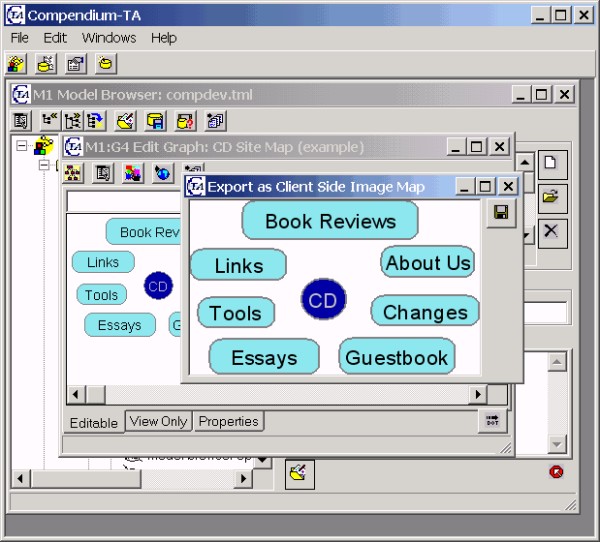 Compendium-TA
File Edit Windows Help
M1 Model Browser: compdev.tml
M1:G4 Edit Graph: CD Site Map (example)
Export as Client Side Image Map
Book Reviews
Links
About Us
CD
Tools
Changes
Essays
Guestbook
Book Rev
Links
CD
Tools
Essays
G
Editable View Only Properties
DOT